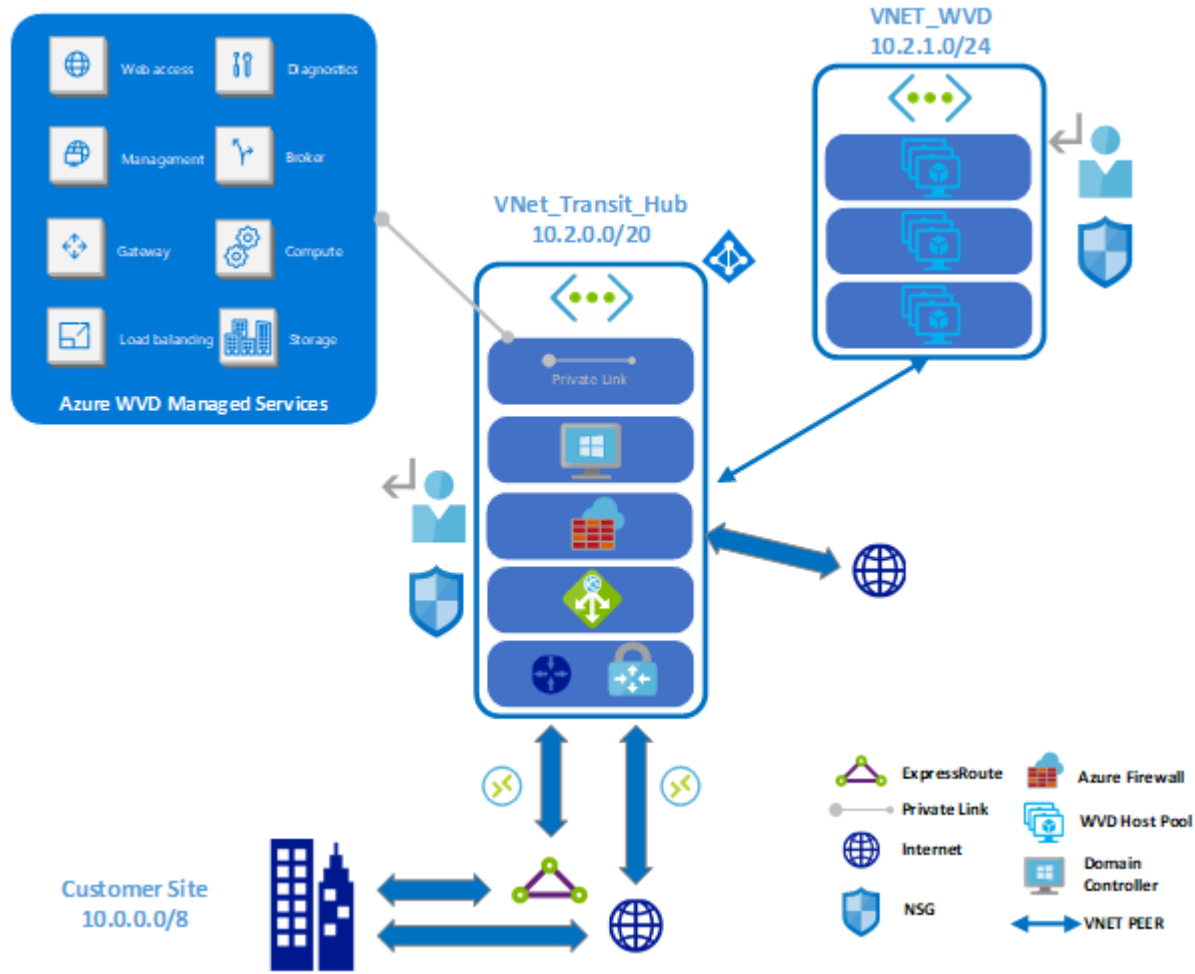 Web access
Diagnostics
Management
Broker
Gateway
Compute
Load balancing
Storage
Azure WVD Managed Services
VNET_WVD
10.2.1.0/24
VNet_Transit_Hub
10.2.0.0/20
Private Link
Customer Site
10.0.0.0/8
ExpressRoute
Private Link
Internet
NSG
Azure Firewall
WVD Host Pool
Domain
Controller
VNET PEER